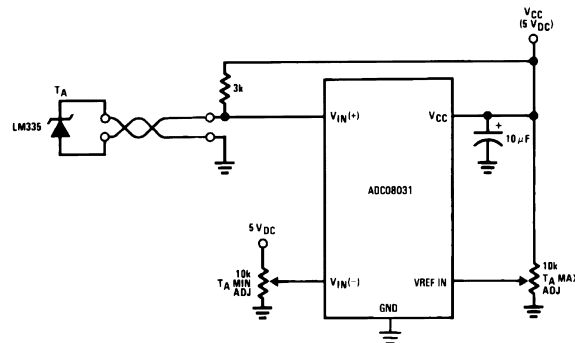 VCC
(5 VDC)
TA
LM335
3k
VIN(+)
VCC
+
10 μF
ADC08031
5 VDC
10k
TA MIN
ADJ
VIN(−)
VREF IN
10k
TA MAX
ADJ
GND